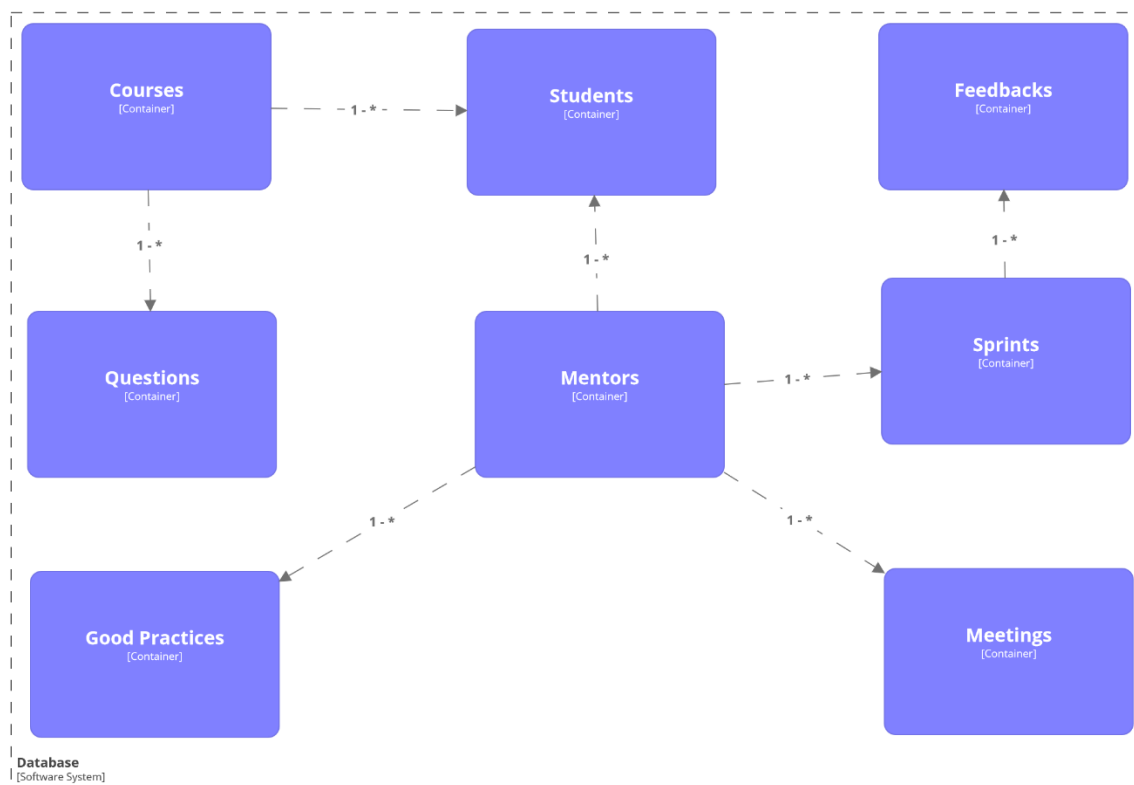 Courses
[Container]
1 - *
Students
[Container]
Feedbacks
[Container]
1 - *
1 - *
1 - *
Questions
[Container]
Mentors
[Container]
1 - *
Sprints
[Container]
1 - *
1 - *
Good Practices
[Container]
Meetings
[Container]
Database
[Software System]